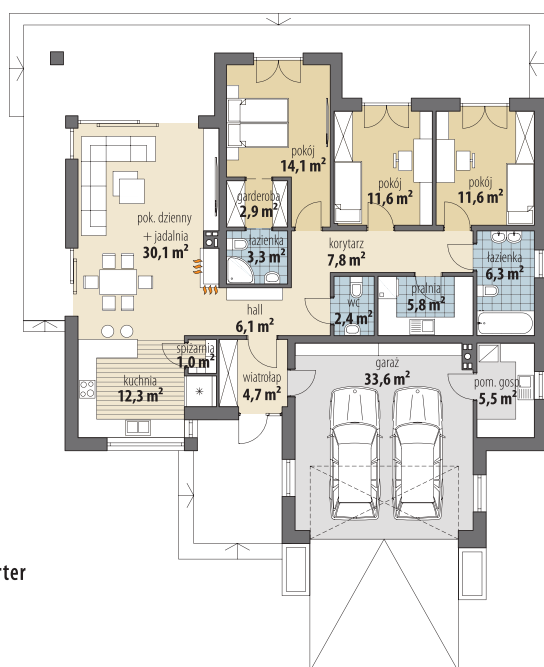 pokój
14,1 m²
pokój
11,6 m²
pokój
11,6 m²
garderoba
2,9 m²
pok. dzienny
+ jadalnia
30,1 m²
łazienka
3,3 m²
korytarz
7,8 m²
łazienka
6,3 m²
pralnia
5,8 m²
wc
2,4 m²
hall
6,1 m²
spiżarnia
1,0 m²
kuchnia
12,3 m²
wiatrołap
4,7 m²
garaż
33,6 m²
pom. gosp.
5,5 m²
rter